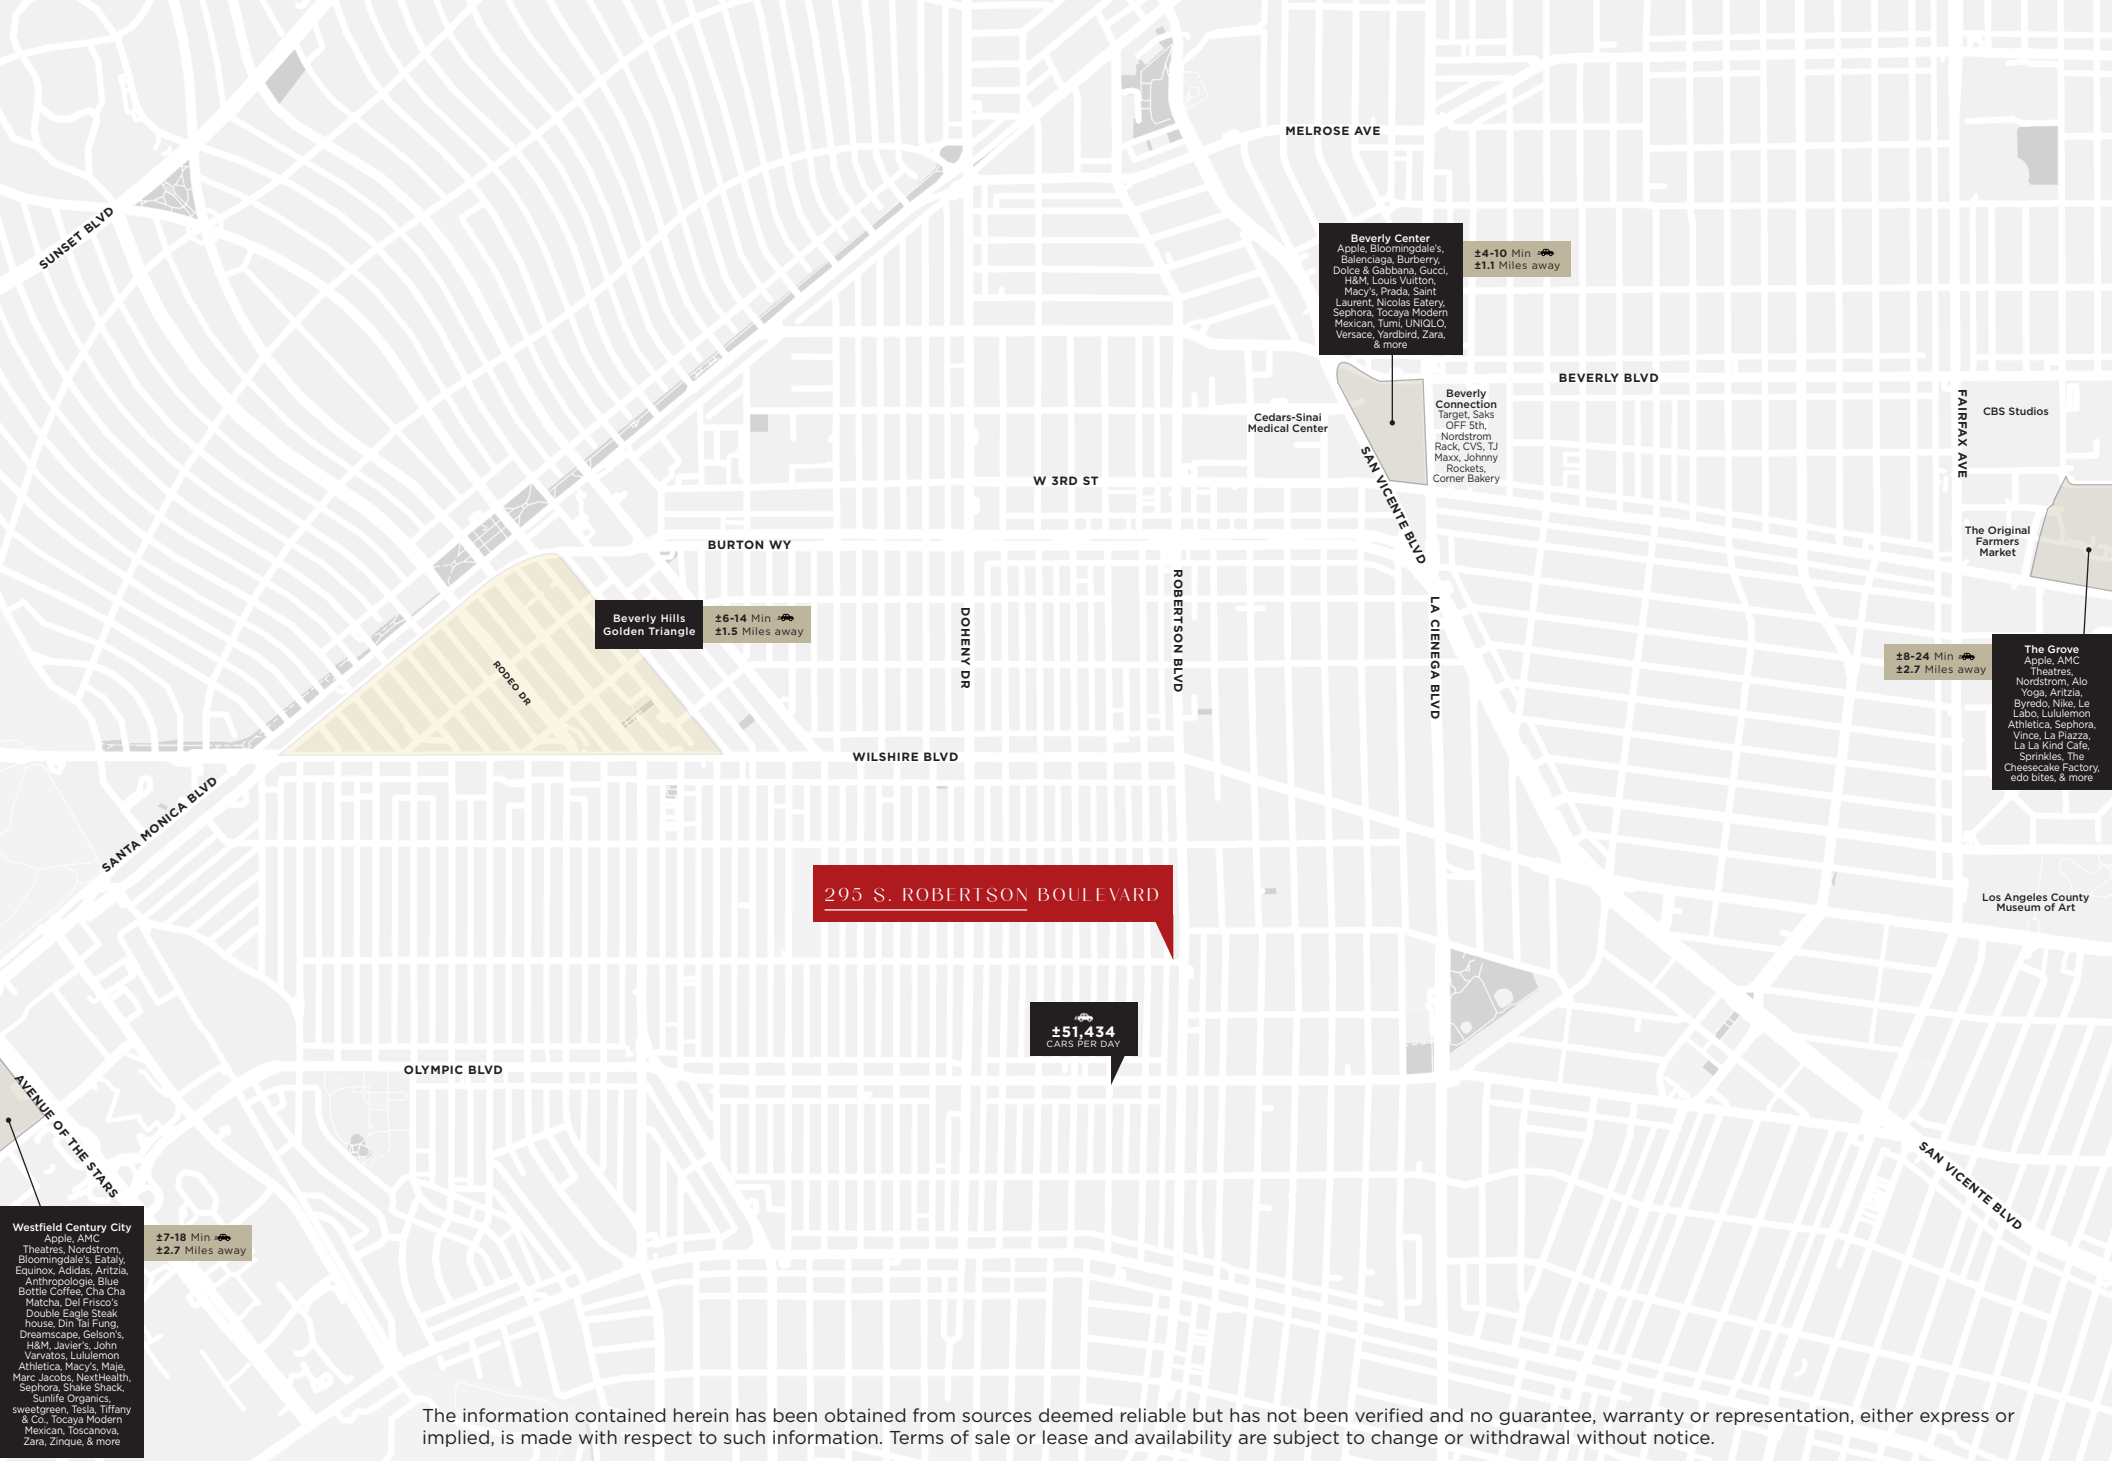 MELROSE AVE
SUNSET BLVD
Beverly Center
Apple, Bloomingdale's,
Balenciaga, Burberry,
Dolce & Gabbana, Gucci,
H&M, Louis Vuitton,
Macy's, Prada, Saint
Laurent, Nicolas Eatery,
Sephora, Tocaya Modern
Mexican, Tumi, UNIQLO,
Versace, Yardbird, Zara,
& more
±4-10 Min
±1.1 Miles away
BEVERLY BLVD
Beverly
Connection
Target, Saks
OFF 5th,
Nordstrom
Rack, CVS, TJ
Maxx, Johnny
Rockets,
Corner Bakery
Cedars-Sinai
Medical Center
FAIRFAX AVE
CBS Studios
W 3RD ST
SAN VICENTE BLVD
The Original
Farmers
Market
BURTON WY
Beverly Hills
Golden Triangle
±6-14 Min
±1.5 Miles away
RODEO DR
DOHENY DR
ROBERTSON BLVD
LA CIENEGA BLVD
±8-24 Min
±2.7 Miles away
The Grove
Apple, AMC
Theatres,
Nordstrom, Alo
Yoga, Aritzia,
Byredo, Nike, Le
Labo, Lululemon
Athletica, Sephora,
Vince, La Piazza,
La La Kind Cafe,
Sprinkles, The
Cheesecake Factory,
edo bites, & more
WILSHIRE BLVD
SANTA MONICA BLVD
295 S. ROBERTSON BOULEVARD
Los Angeles County
Museum of Art
±51,434
CARS PER DAY
OLYMPIC BLVD
AVENUE OF THE STARS
SAN VICENTE BLVD
Westfield Century City
Apple, AMC
Theatres, Nordstrom,
Bloomingdale's, Eataly,
Equinox, Adidas, Aritzia,
Anthropologie, Blue
Bottle Coffee, Cha Cha
Matcha, Del Frisco's
Double Eagle Steak
house, Din Tai Fung,
Dreamscape, Gelson's,
H&M, Javier's, John
Varvatos, Lululemon
Athletica, Macy's, Maje,
Marc Jacobs, NextHealth,
Sephora, Shake Shack,
Sunlife Organics,
sweetgreen, Tesla, Tiffany
& Co., Tocaya Modern
Mexican, Toscanova,
Zara, Zinque, & more
±7-18 Min
±2.7 Miles away
The information contained herein has been obtained from sources deemed reliable but has not been verified and no guarantee, warranty or representation, either express or
implied, is made with respect to such information. Terms of sale or lease and availability are subject to change or withdrawal without notice.